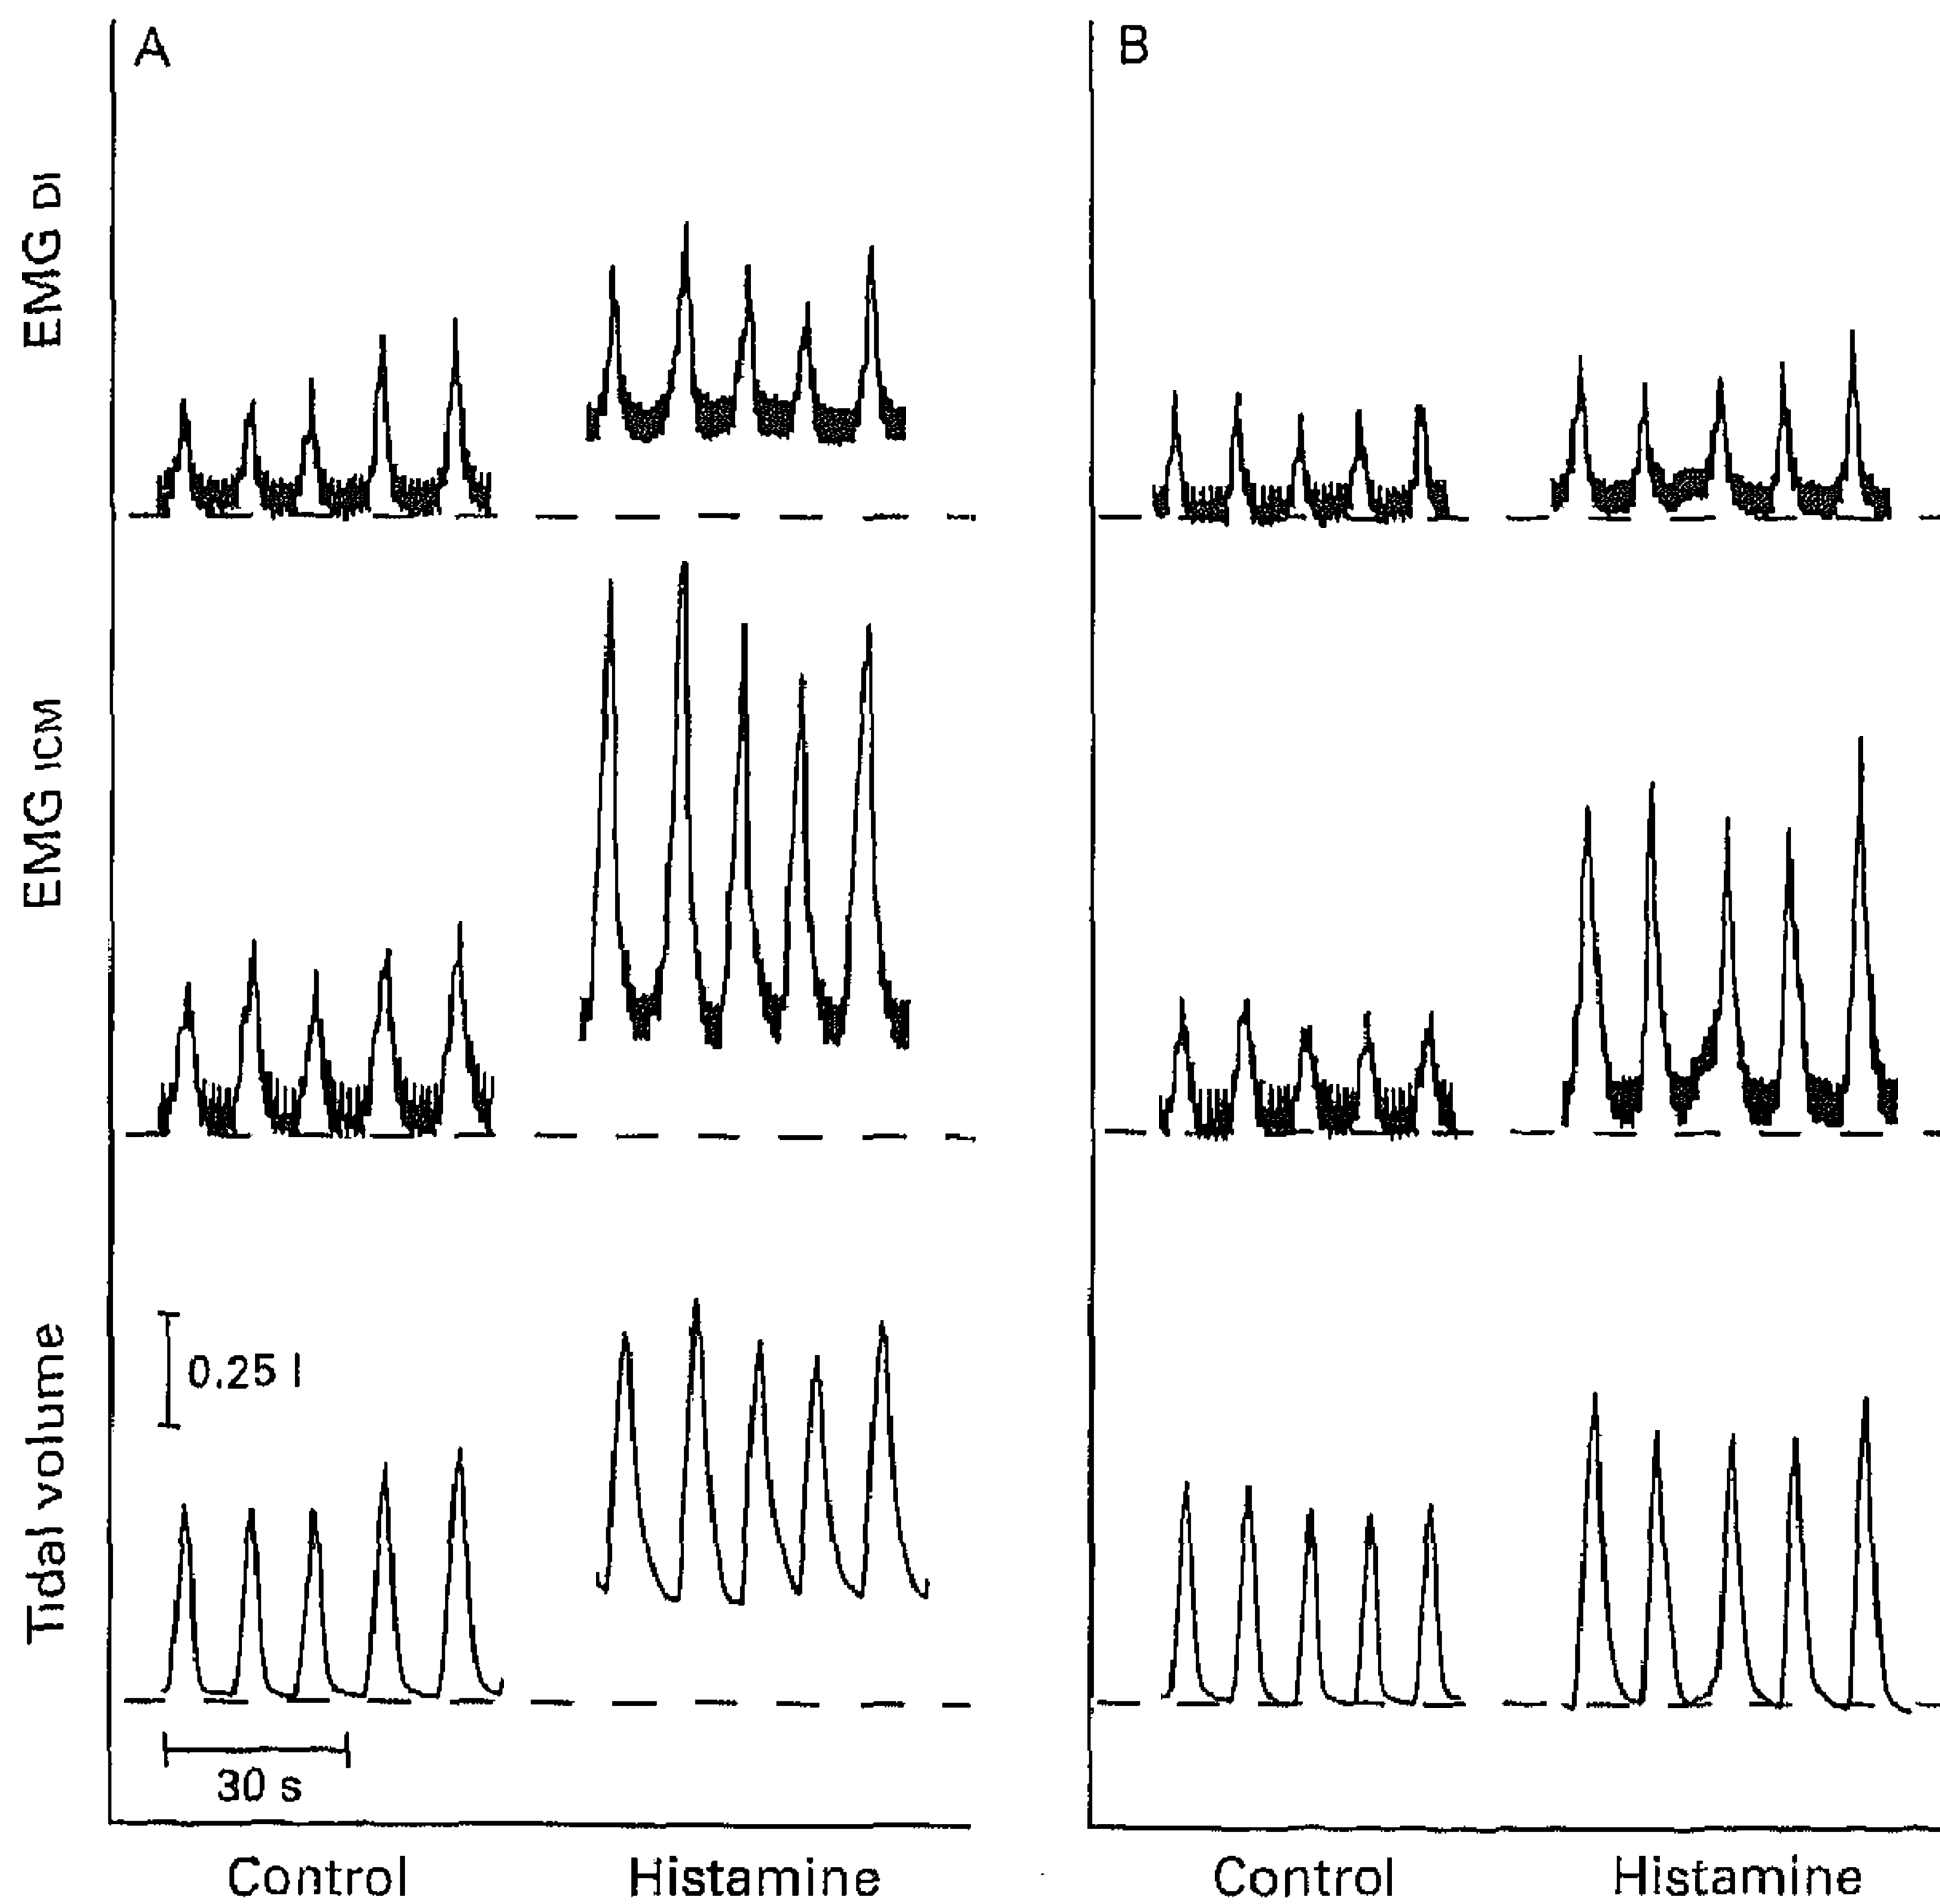 A
B
EMG DI
EMG ICM
Tidal volume
0.25 l
30 s
Control
Histamine
Control
Histamine